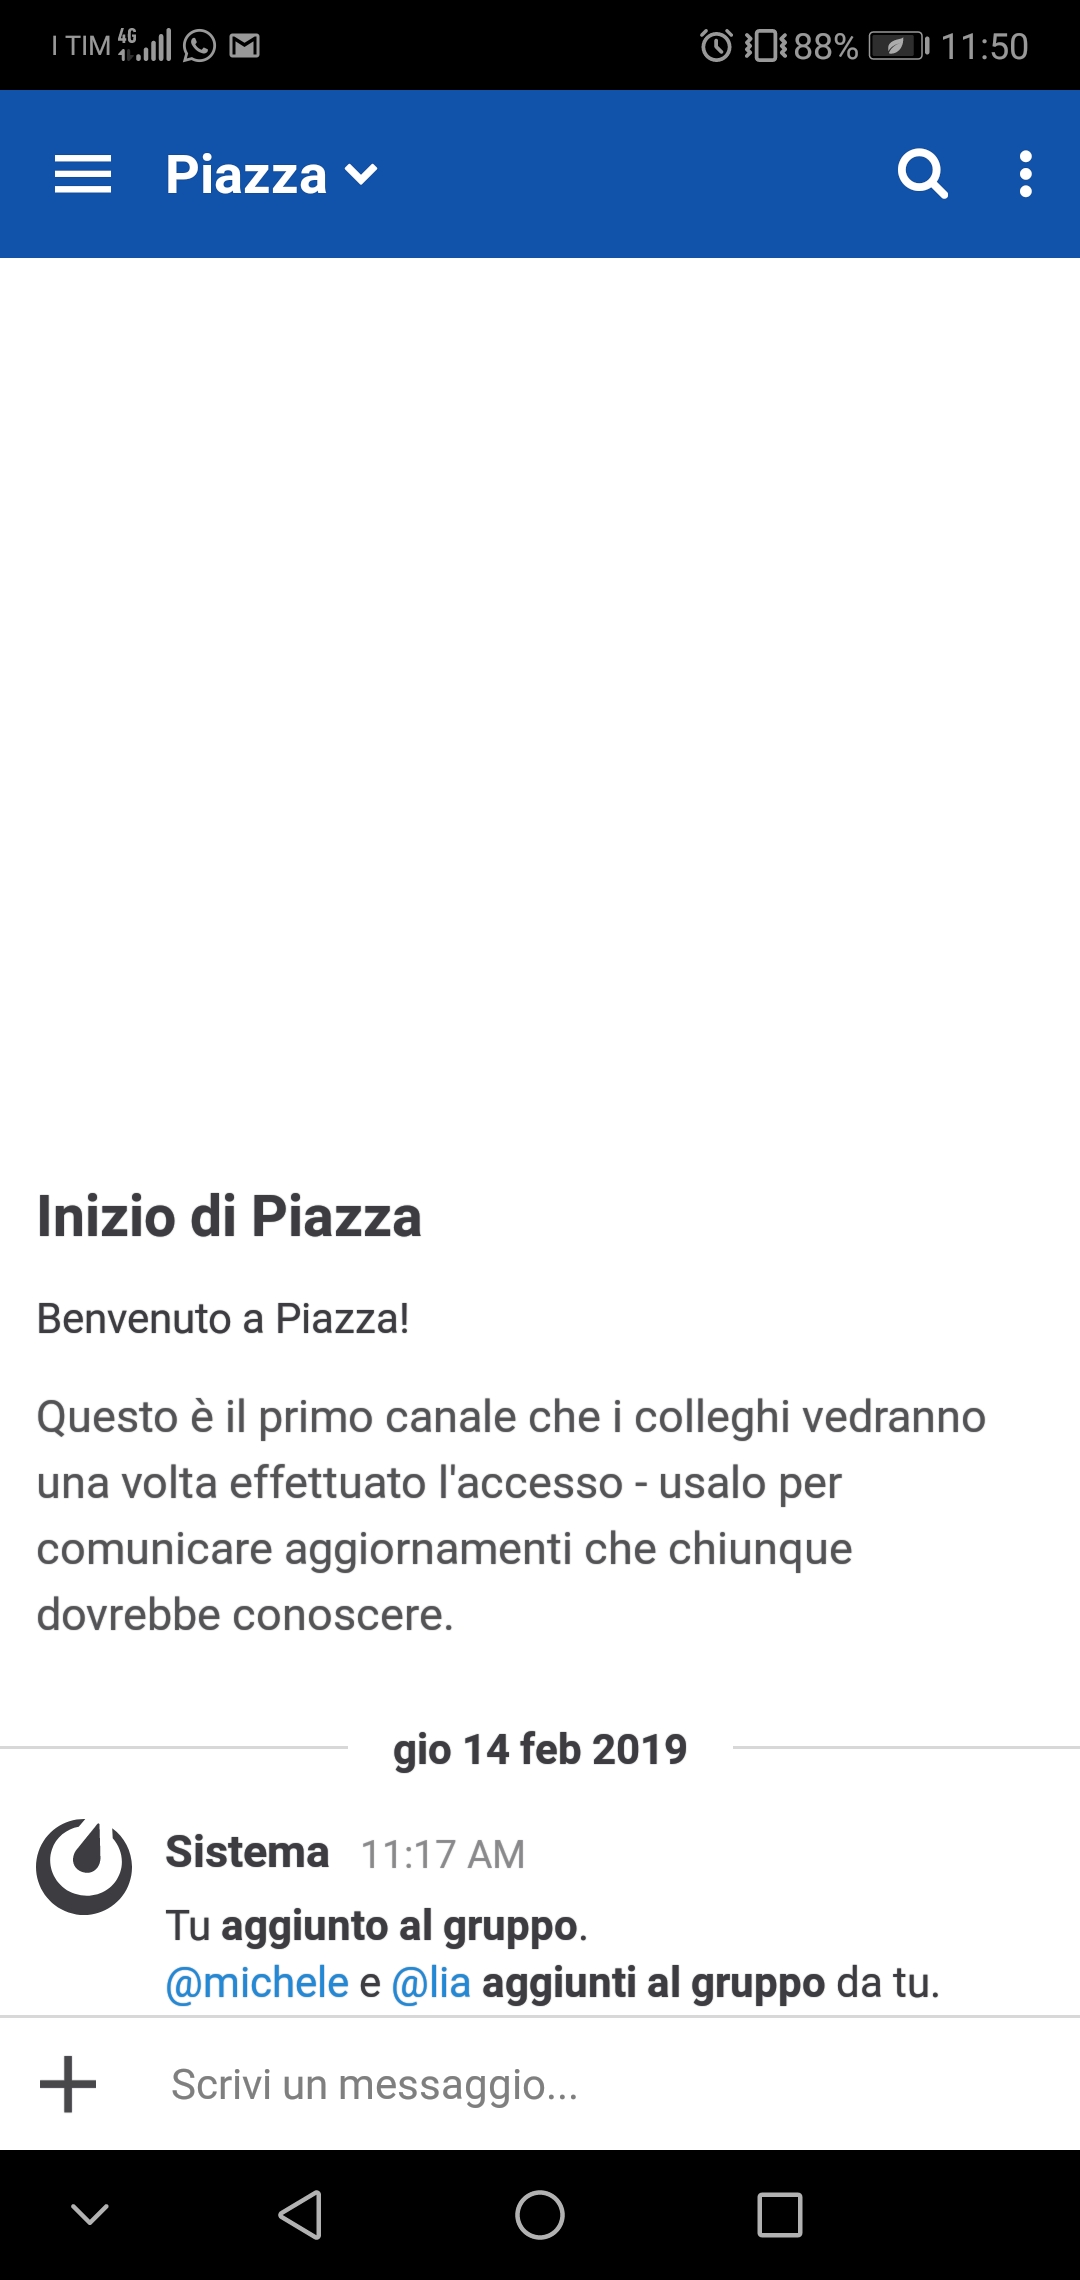 I TIM 4G 88% 11:50
Piazza
Inizio di Piazza
Benvenuto a Piazza!
Questo è il primo canale che i colleghi vedranno
una volta effettuato l'accesso - usalo per
comunicare aggiornamenti che chiunque
dovrebbe conoscere.
gio 14 feb 2019
Sistema 11:17 AM
Tu aggiunto al gruppo.
@michele e @lia aggiunti al gruppo da tu.
Scrivi un messaggio...